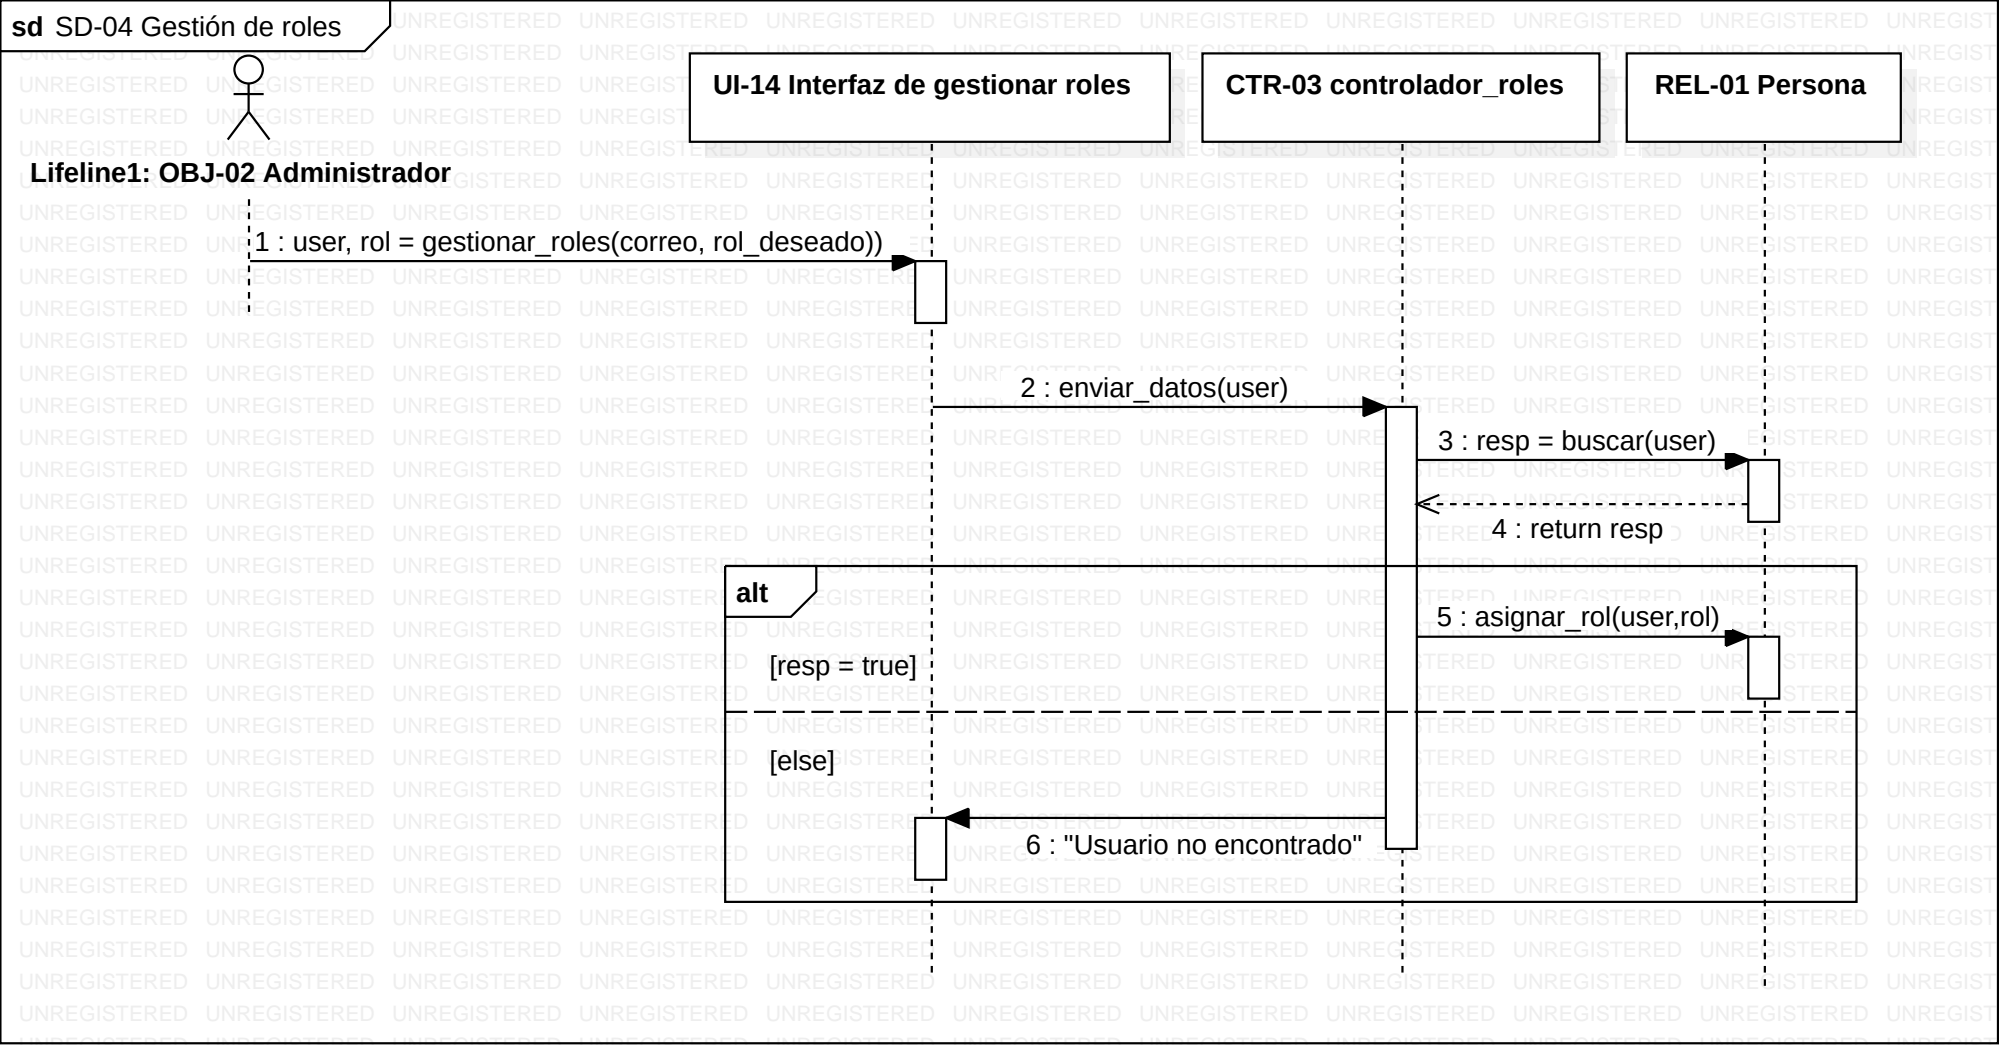 sd SD-04 Gestión de roles
UI-14 Interfaz de gestionar roles
CTR-03 controlador_roles
REL-01 Persona
Lifeline1: OBJ-02 Administrador
1 : user, rol = gestionar_roles(correo, rol_deseado))
2 : enviar_datos(user)
3 : resp = buscar(user)
4 : return resp
alt
5 : asignar_rol(user,rol)
[resp = true]
[else]
6 : "Usuario no encontrado"
UNREGISTERED